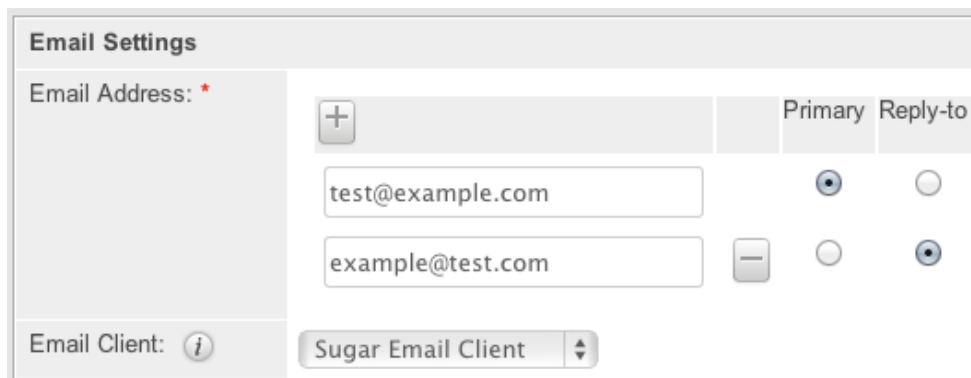 Email Settings
Email Address: *
Primary Reply-to
test@example.com
example@test.com
Email Client: i
Sugar Email Client